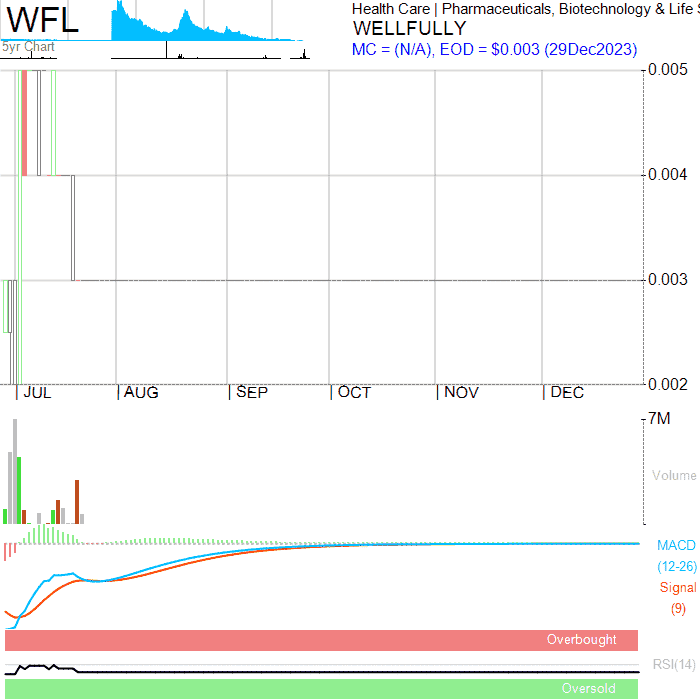 WFL
Health Care | Pharmaceuticals, Biotechnology & Life S
WELLFULLY
MC = (N/A), EOD = $0.003 (29Dec2023)
5yr Chart
0.005
0.004
0.003
0.002
JUL AUG SEP OCT NOV DEC
7M
Volume
MACD
(12-26)
Signal
(9)
Overbought
RSI(14)
Oversold